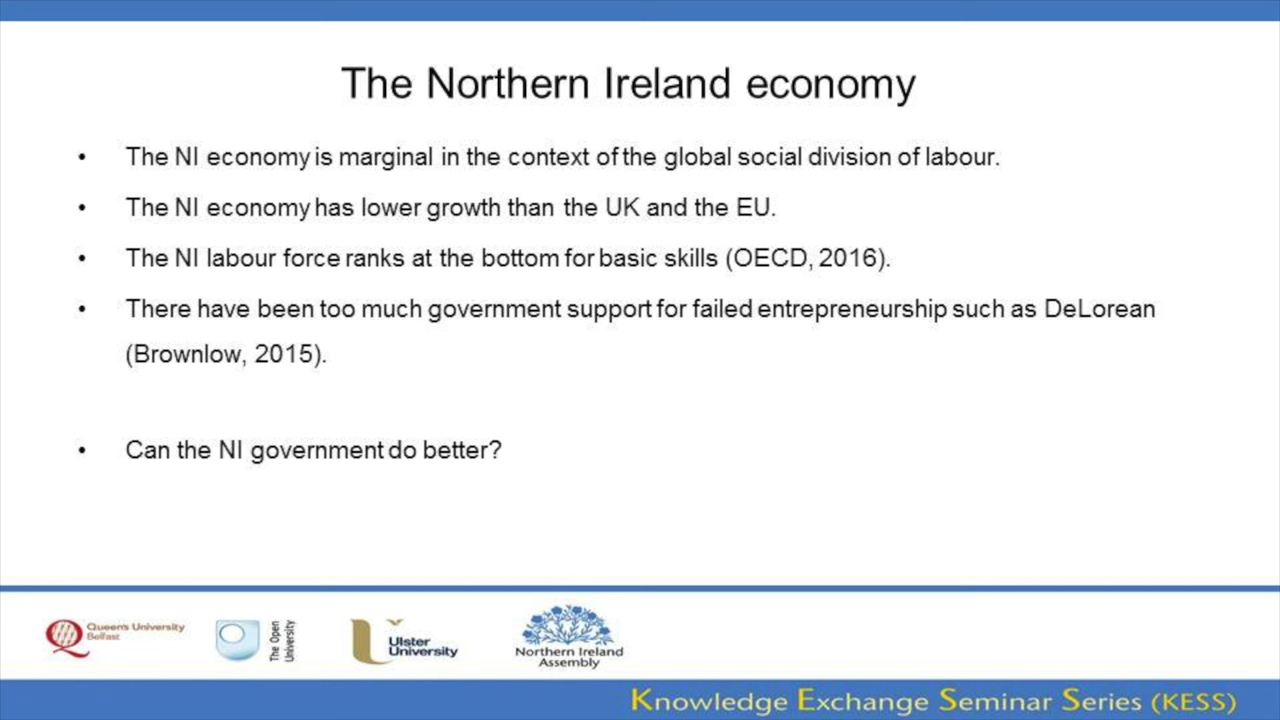 The Northern Ireland economy
• The NI economy is marginal in the context of the global social division of labour.
• The NI economy has lower growth than the UK and the EU.
• The NI labour force ranks at the bottom for basic skills (OECD, 2016).
• There have been too much government support for failed entrepreneurship such as DeLorean
(Brownlow, 2015).
• Can the NI government do better?
Queen's University
Belfast
The Open
University
Ulster
University
Northern Ireland
Assembly
Knowledge Exchange Seminar Series (KESS)